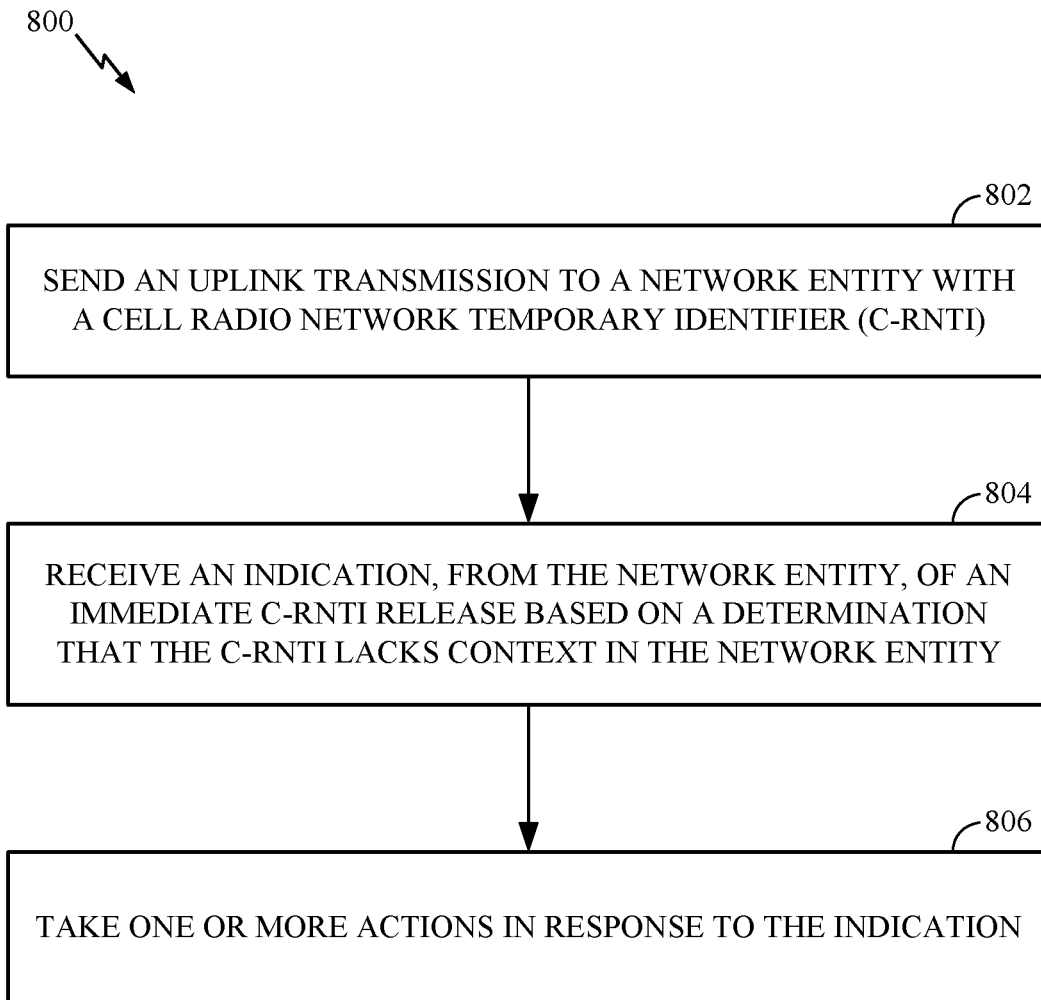 800
802
SEND AN UPLINK TRANSMISSION TO A NETWORK ENTITY WITH
A CELL RADIO NETWORK TEMPORARY IDENTIFIER (C-RNTI)
804
RECEIVE AN INDICATION, FROM THE NETWORK ENTITY, OF AN
IMMEDIATE C-RNTI RELEASE BASED ON A DETERMINATION
THAT THE C-RNTI LACKS CONTEXT IN THE NETWORK ENTITY
806
TAKE ONE OR MORE ACTIONS IN RESPONSE TO THE INDICATION